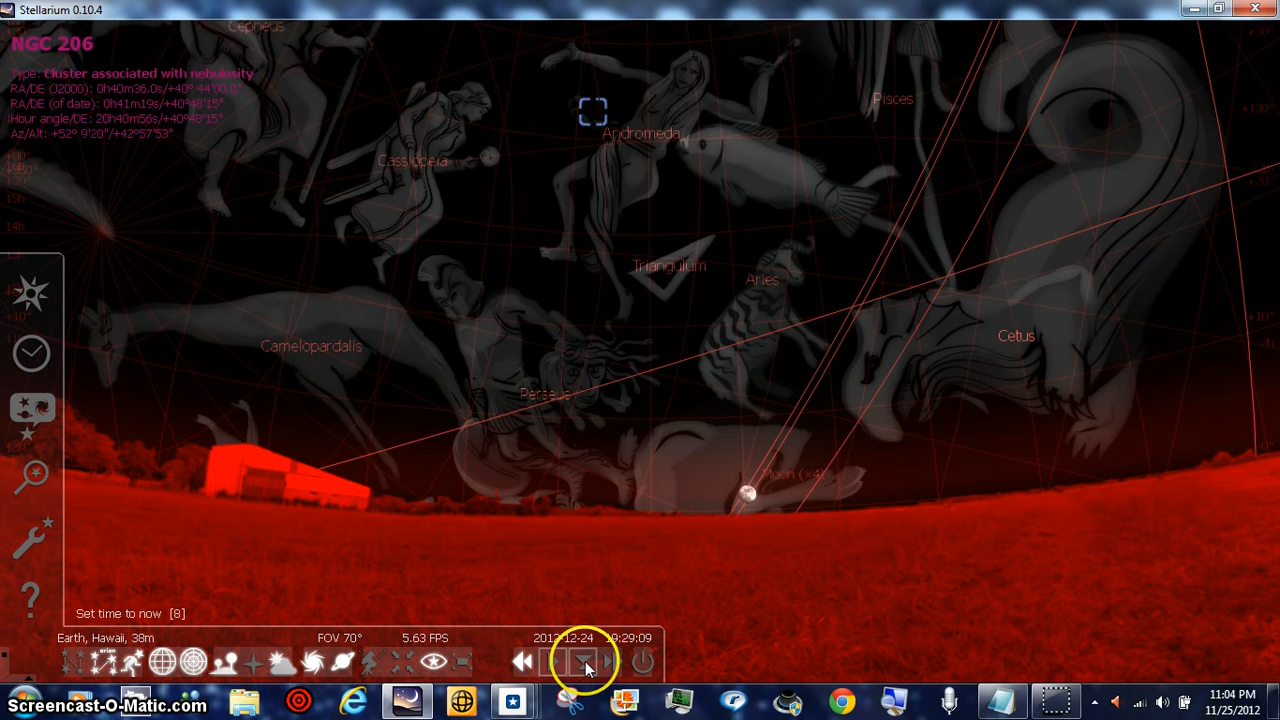 Stellarium 0.10.4
Cepheus
NGC 206
Type: Cluster associated with nebulosity
RA/DE (J2000): 0h40m36.0s/+40° 44'00.0"
RA/DE (of date): 0h41m19s/+40°48'15"
Hour angle/DE: 20h40m56s/+40°48'15"
Az/Alt: +52° 9'20"/+42°57'53"
Pisces
Andromeda
Cassiopeia
14h
Triangulum
Aries
Cetus
Camelopardalis
Perseus
Moon (×4)
Set time to now [8]
Earth, Hawaii, 38m
FOV 70°
5.63 FPS
2012-12-24
19:29:09
Screencast-O-Matic.com
11:04 PM
11/25/2012